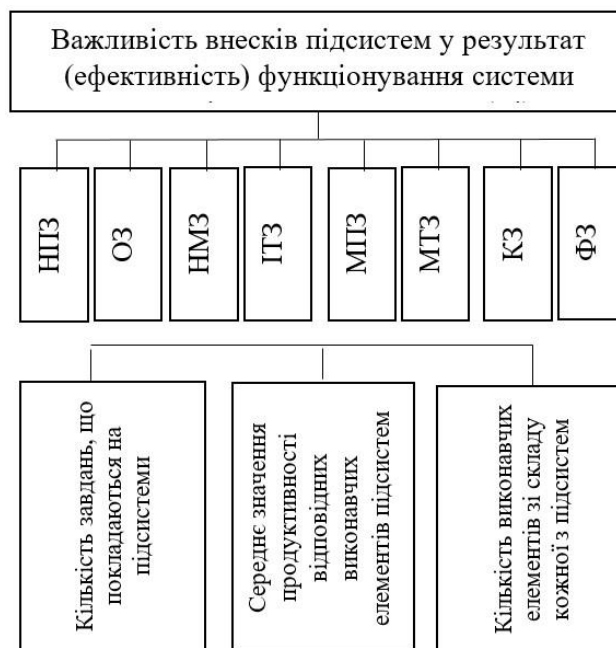 Важливість внесків підсистем у результат
(ефективність) функціонування системи
НПЗ
ОЗ
НМЗ
ІТЗ
МПЗ
МТЗ
КЗ
ФЗ
Кількість завдань, що
покладаються на
підсистеми
Середнє значення
продуктивності
відповідних
виконавчих
елементів підсистем
Кількість виконавчих
елементів зі складу
кожної з підсистем